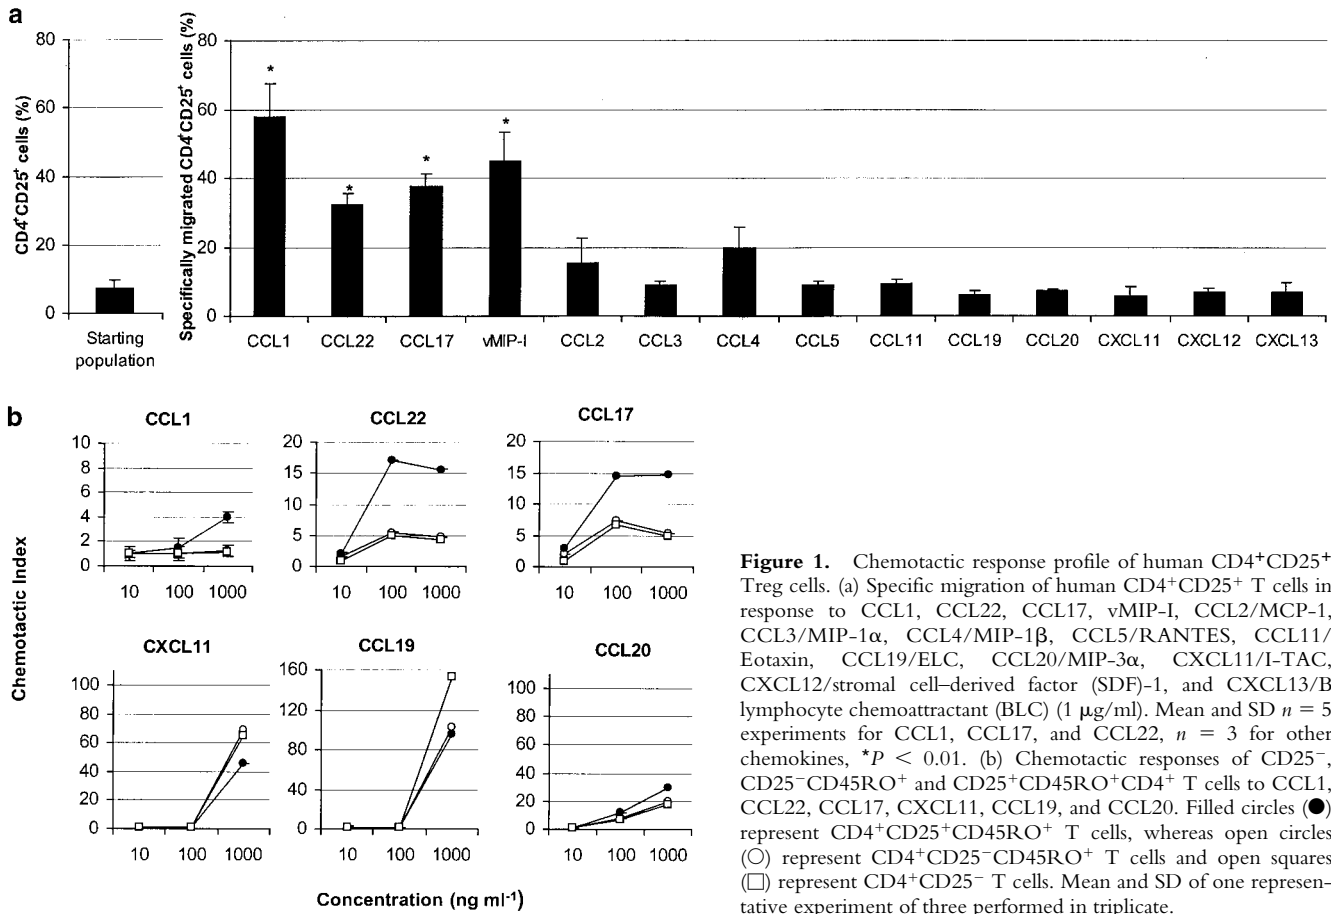 a
80
60
40
20
0
CD4⁺CD25⁺ cells (%)
Starting
population
80
60
40
20
0
Specifically migrated CD4⁺CD25⁺ cells (%)
* * * *
CCL1 CCL22 CCL17 vMIP-I CCL2 CCL3 CCL4 CCL5 CCL11 CCL19 CCL20 CXCL11 CXCL12 CXCL13
b
Chemotactic Index
CCL1
10
8
6
4
2
0
10 100 1000
CCL22
20
15
10
5
0
10 100 1000
CCL17
20
15
10
5
0
10 100 1000
CXCL11
100
80
60
40
20
0
10 100 1000
CCL19
160
120
80
40
0
10 100 1000
CCL20
100
80
60
40
20
0
10 100 1000
Concentration (ng ml⁻¹)
Figure 1. Chemotactic response profile of human CD4⁺CD25⁺
Treg cells. (a) Specific migration of human CD4⁺CD25⁺ T cells in
response to CCL1, CCL22, CCL17, vMIP-I, CCL2/MCP-1,
CCL3/MIP-1α, CCL4/MIP-1β, CCL5/RANTES, CCL11/
Eotaxin, CCL19/ELC, CCL20/MIP-3α, CXCL11/I-TAC,
CXCL12/stromal cell–derived factor (SDF)-1, and CXCL13/B
lymphocyte chemoattractant (BLC) (1 μg/ml). Mean and SD n = 5
experiments for CCL1, CCL17, and CCL22, n = 3 for other
chemokines, *P < 0.01. (b) Chemotactic responses of CD25⁻,
CD25⁻CD45RO⁺ and CD25⁺CD45RO⁺CD4⁺ T cells to CCL1,
CCL22, CCL17, CXCL11, CCL19, and CCL20. Filled circles (●)
represent CD4⁺CD25⁺CD45RO⁺ T cells, whereas open circles
(○) represent CD4⁺CD25⁻CD45RO⁺ T cells and open squares
(□) represent CD4⁺CD25⁻ T cells. Mean and SD of one represen-
tative experiment of three performed in triplicate.